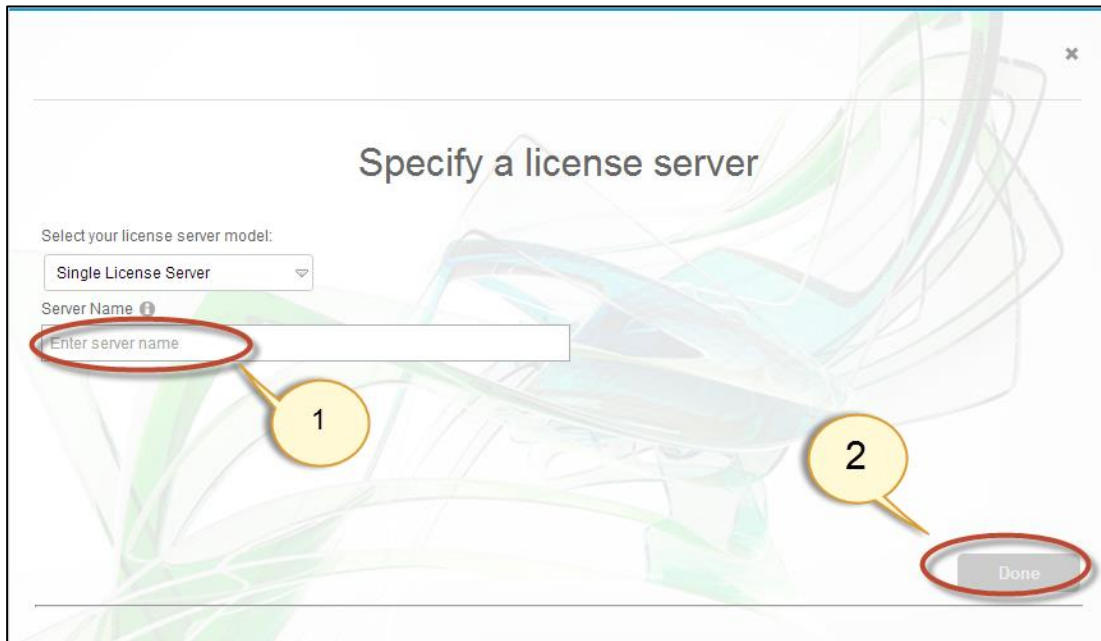 Specify a license server
Select your license server model:
Single License Server
Server Name
Enter server name
1
2
Done